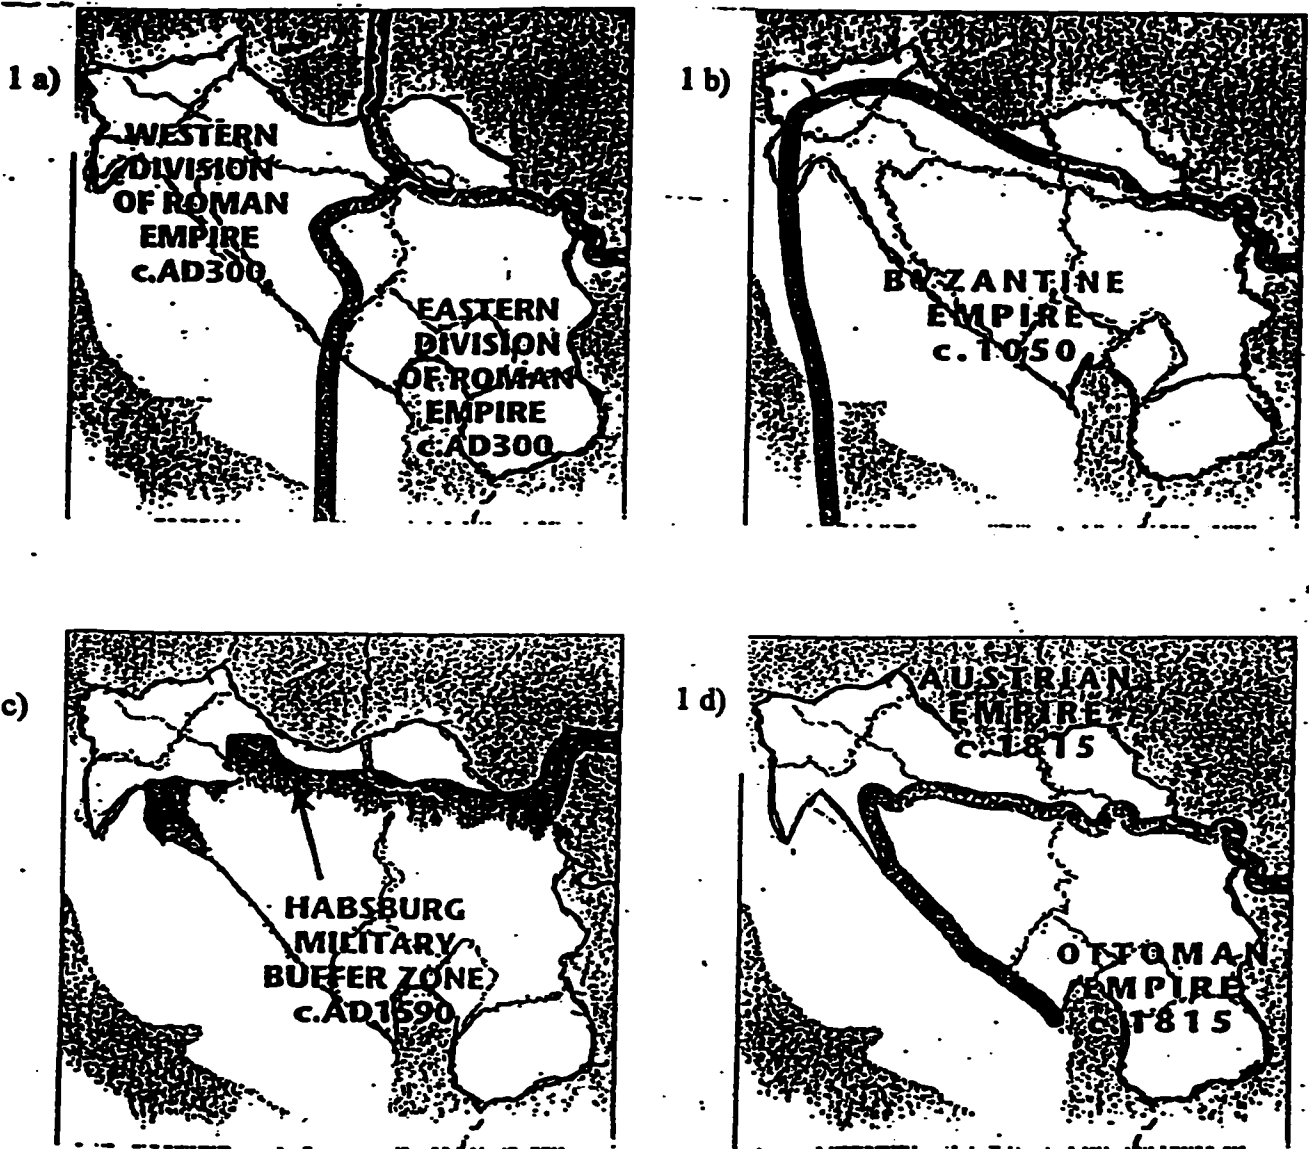 1 a)
WESTERN
DIVISION
OF ROMAN
EMPIRE
c.AD300
EASTERN
DIVISION
OF ROMAN
EMPIRE
c.AD300
1 b)
BYZANTINE
EMPIRE
c.1050
c)
HABSBURG
MILITARY
BUFFER ZONE
c.AD1590
1 d)
AUSTRIAN
EMPIRE
c.1815
OTTOMAN
EMPIRE
c.1815